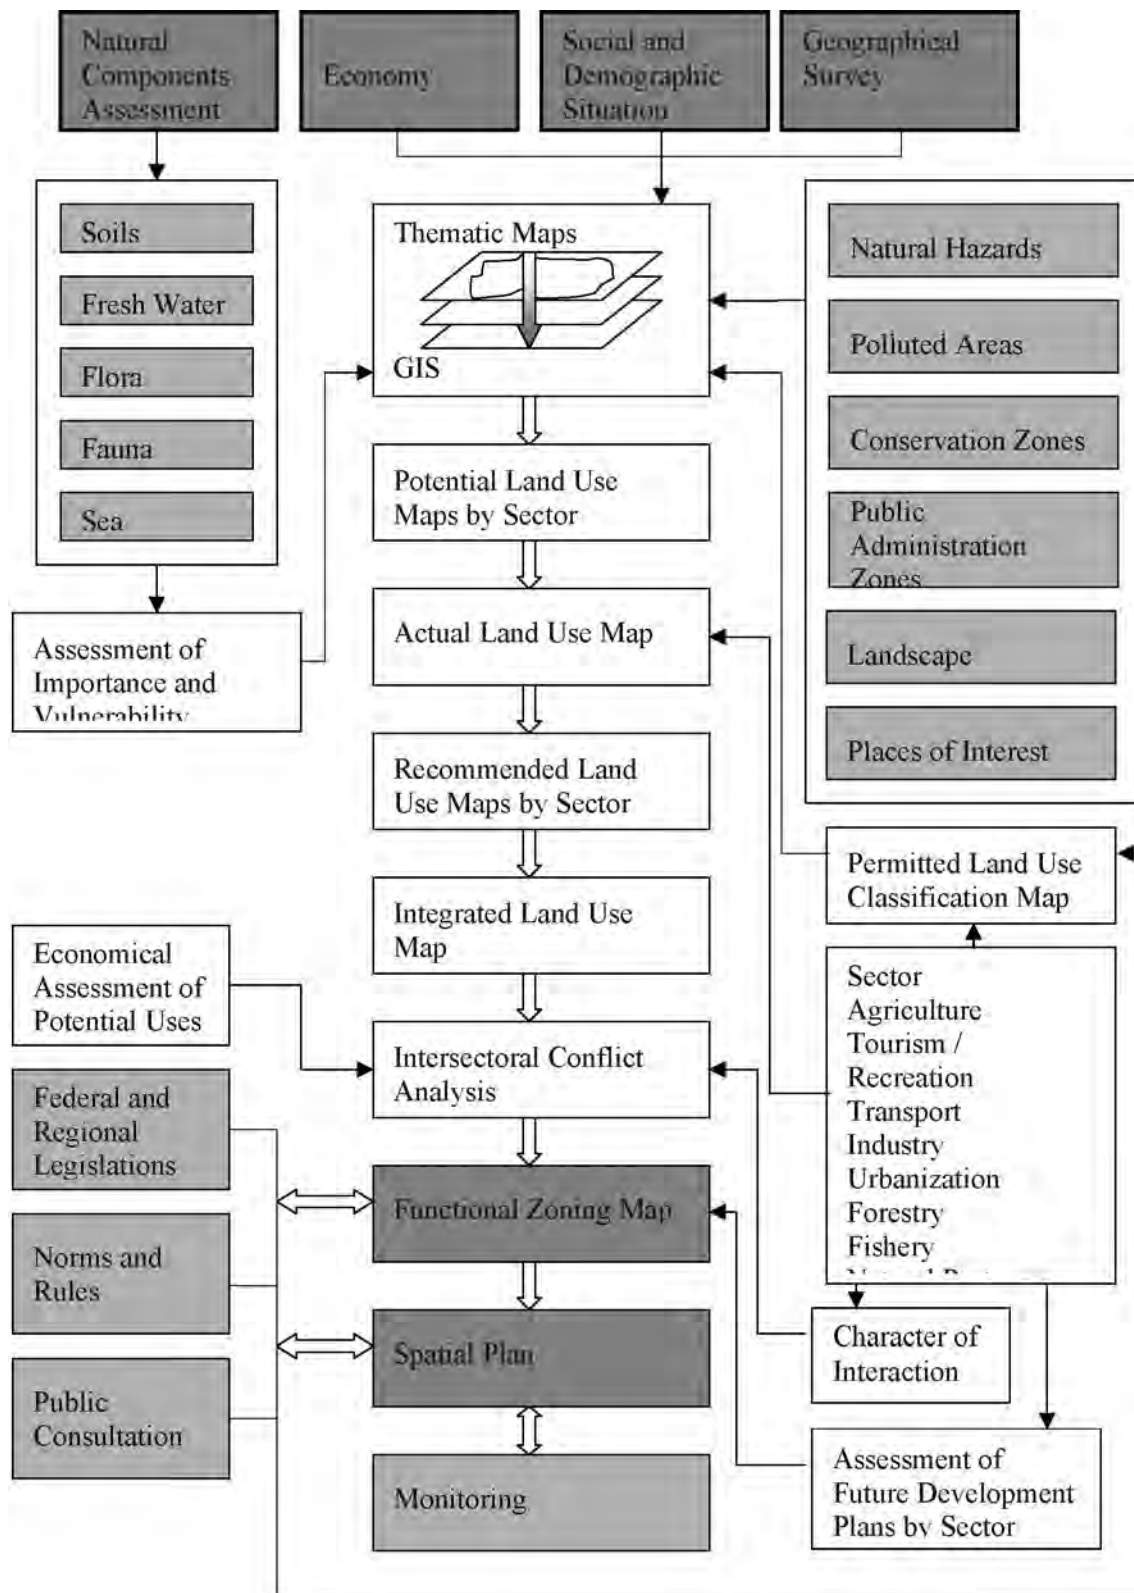 Natural
Components
Assessment
Economy
Social and
Demographic
Situation
Geographical
Survey
Soils
Fresh Water
Flora
Fauna
Sea
Assessment of
Importance and
Vulnerability
Thematic Maps
GIS
Potential Land Use
Maps by Sector
Actual Land Use Map
Recommended Land
Use Maps by Sector
Integrated Land Use
Map
Intersectoral Conflict
Analysis
Functional Zoning Map
Spatial Plan
Monitoring
Natural Hazards
Polluted Areas
Conservation Zones
Public
Administration
Zones
Landscape
Places of Interest
Permitted Land Use
Classification Map
Sector
Agriculture
Tourism /
Recreation
Transport
Industry
Urbanization
Forestry
Fishery
Character of
Interaction
Assessment of
Future Development
Plans by Sector
Economical
Assessment of
Potential Uses
Federal and
Regional
Legislations
Norms and
Rules
Public
Consultation